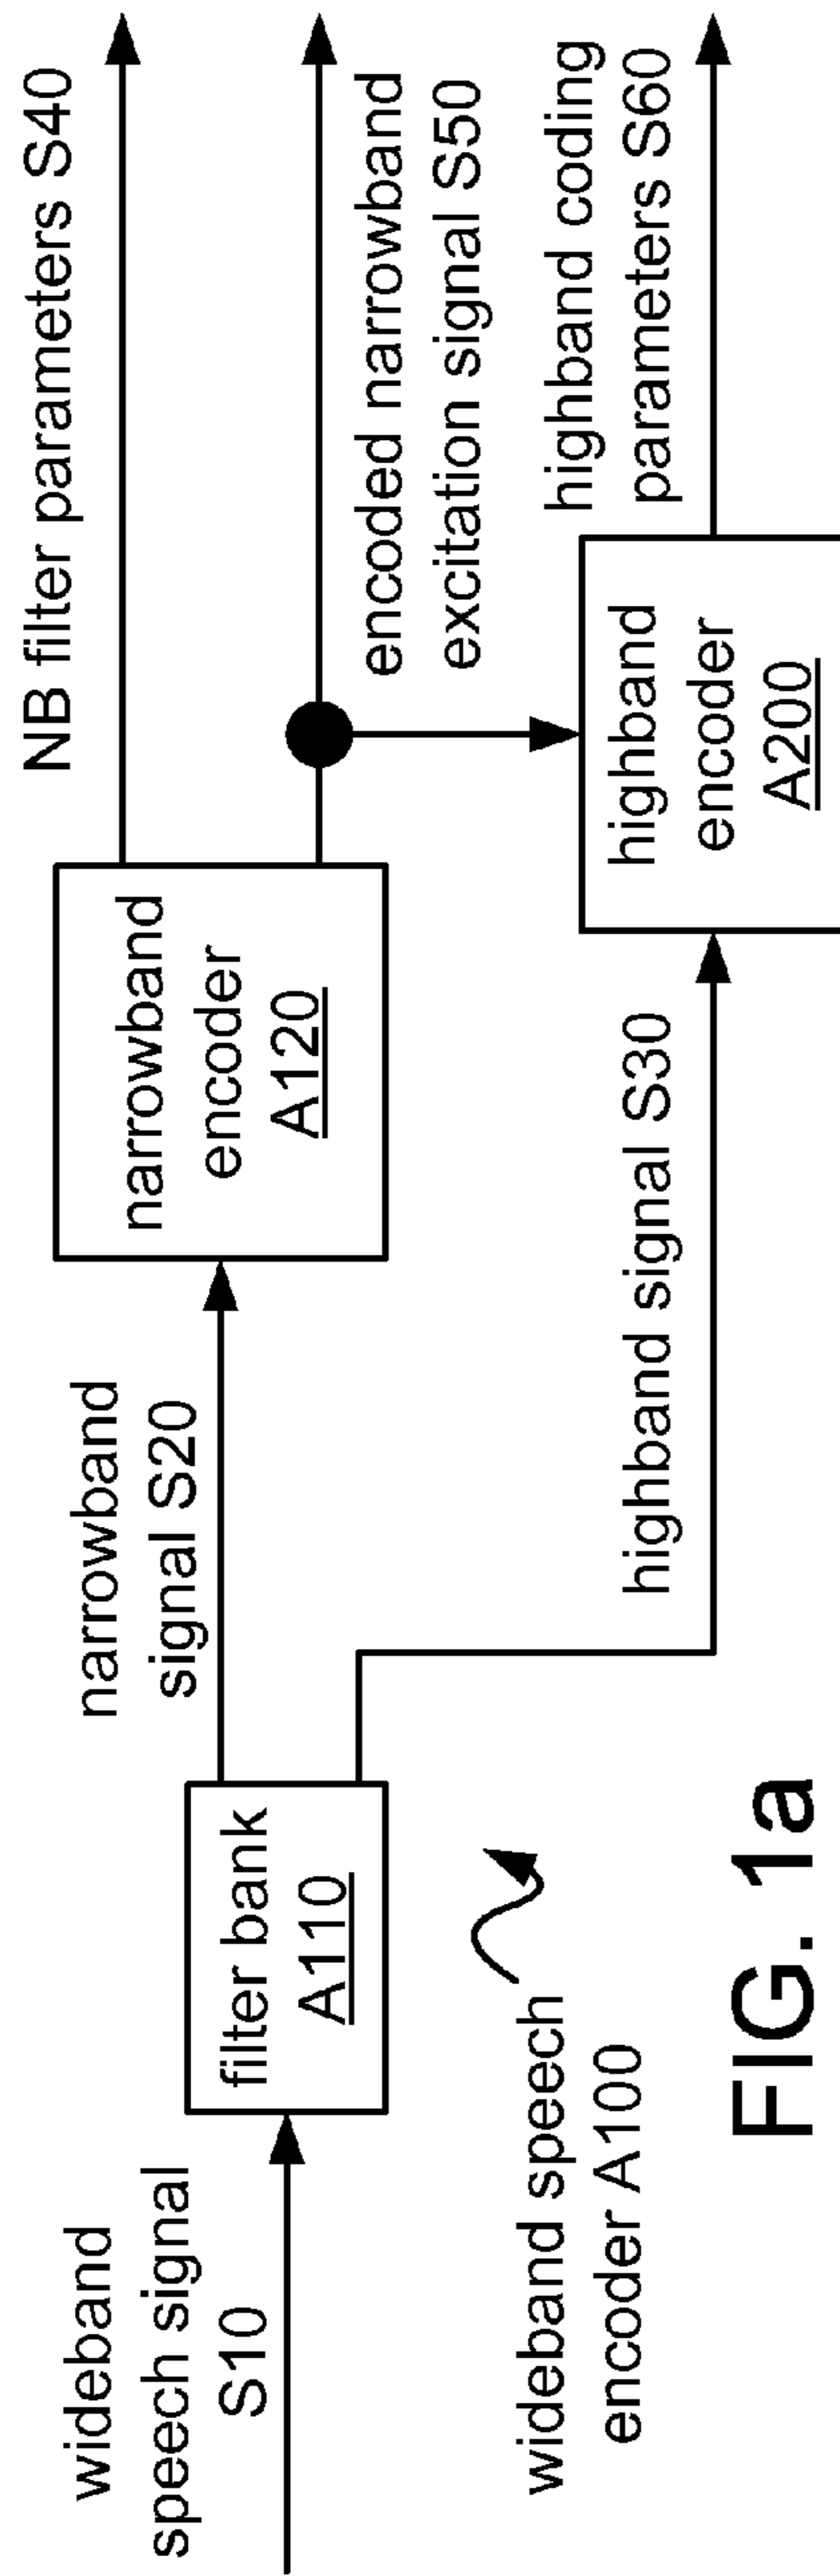 wideband
speech signal
S10
filter bank
A110
narrowband
signal S20
narrowband
encoder
A120
NB filter parameters S40
encoded narrowband
excitation signal S50
highband signal S30
highband
encoder
A200
highband coding
parameters S60
wideband speech
encoder A100
FIG. 1a